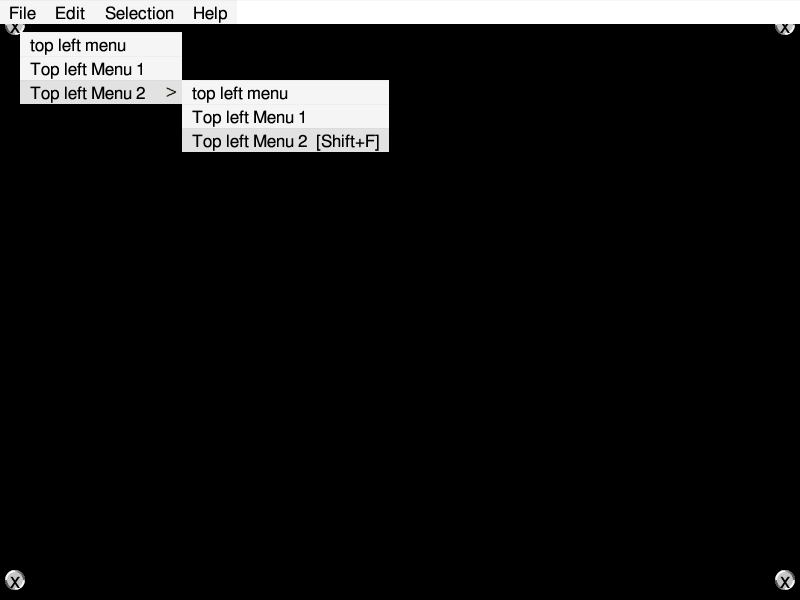 File Edit Selection Help
X X
top left menu
Top left Menu 1
Top left Menu 2 >
top left menu
Top left Menu 1
Top left Menu 2 [Shift+F]
X X